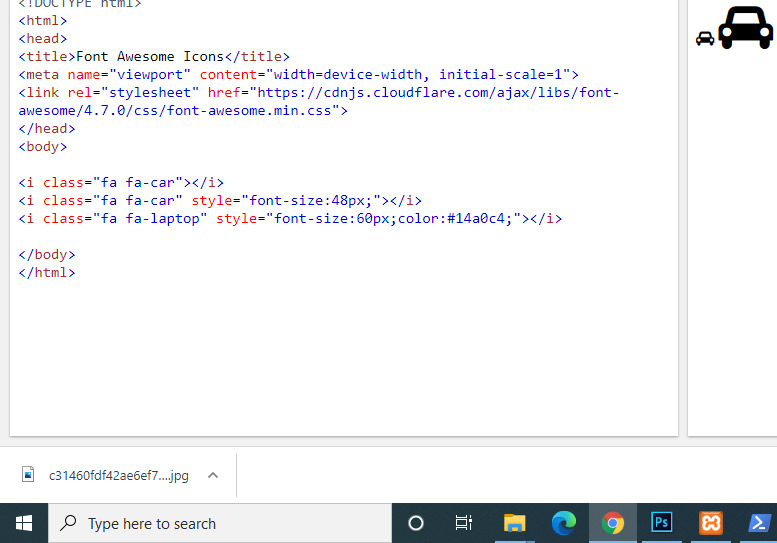 <!DOCTYPE html>
<html>
<head>
<title>Font Awesome Icons</title>
<meta name="viewport" content="width=device-width, initial-scale=1">
<link rel="stylesheet" href="https://cdnjs.cloudflare.com/ajax/libs/font-
awesome/4.7.0/css/font-awesome.min.css">
</head>
<body>
<i class="fa fa-car"></i>
<i class="fa fa-car" style="font-size:48px;"></i>
<i class="fa fa-laptop" style="font-size:60px;color:#14a0c4;"></i>
</body>
</html>
c31460fdf42ae6ef7....jpg
Type here to search
Ps